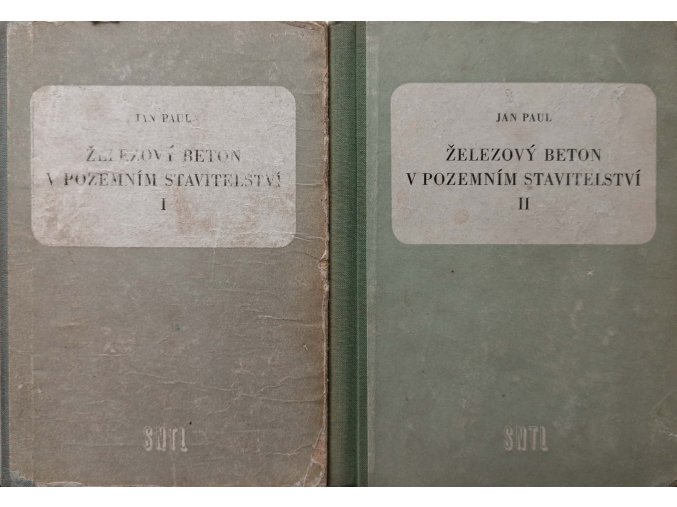 JAN PAUL
ŽELEZOVÝ BETON
V POZEMNÍM STAVITELSTVÍ
I
SNTL
JAN PAUL
ŽELEZOVÝ BETON
V POZEMNÍM STAVITELSTVÍ
II
SNTL